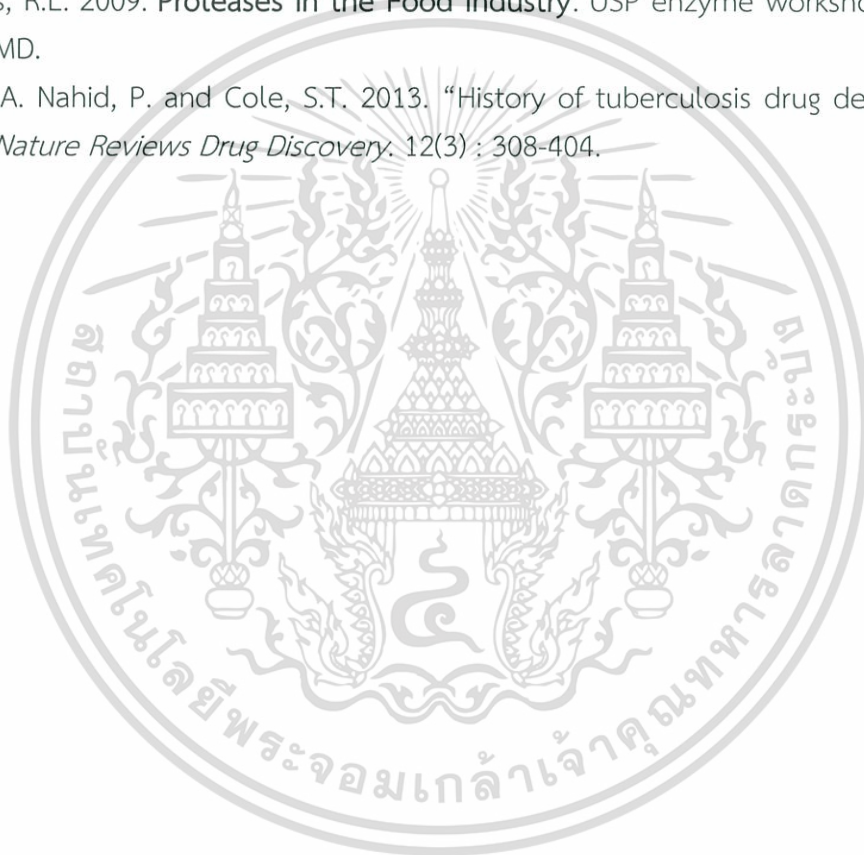 s, R.L. 2009. Proteases in the Food Industry. USP enzyme workshop
MD.
A. Nahid, P. and Cole, S.T. 2013. “History of tuberculosis drug de
Nature Reviews Drug Discovery. 12(3) : 308-404.
๔
สถาบันเทคโนโลยีพระจอมเกล้าเจ้าคุณทหารลาดกระบัง